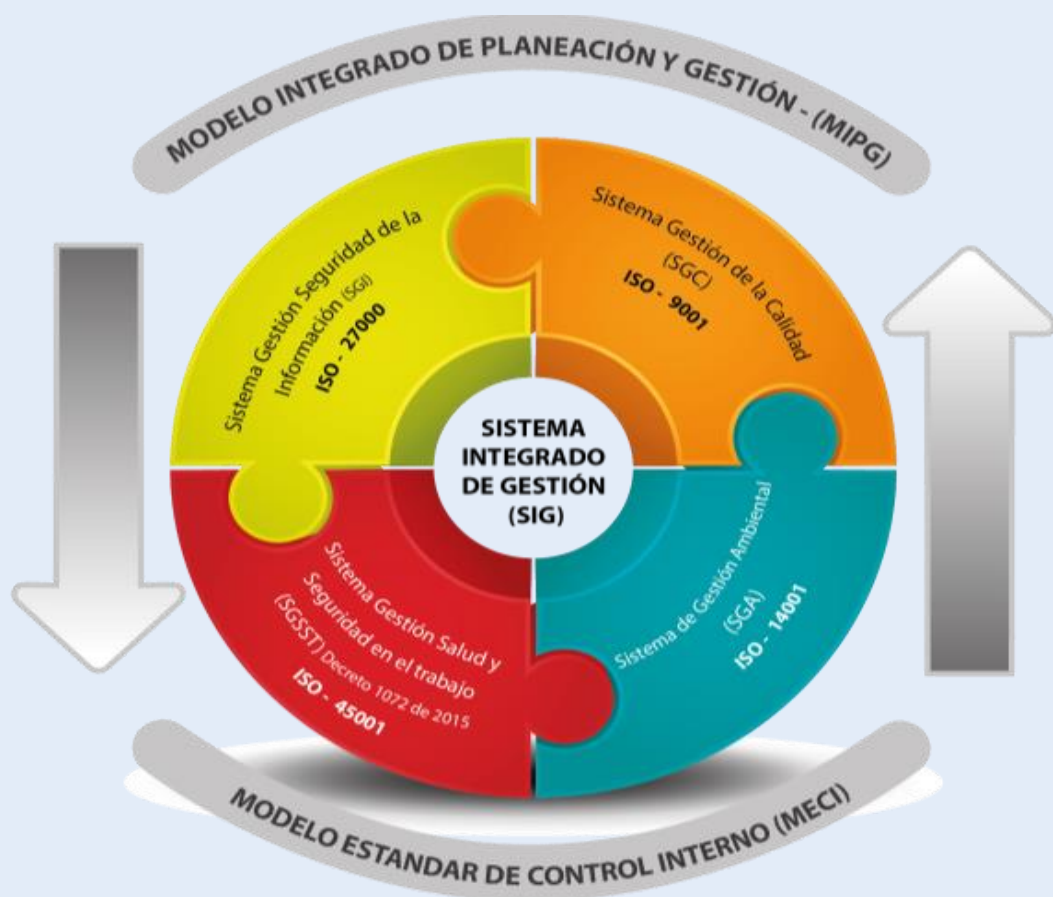 MODELO INTEGRADO DE PLANEACIÓN Y GESTIÓN - (MIPG)
Sistema Gestión Seguridad de la
Información (SGI)
ISO - 27000
Sistema Gestión de la Calidad
(SGC)
ISO - 9001
SISTEMA
INTEGRADO
DE GESTIÓN
(SIG)
Sistema Gestión Salud y
Seguridad en el trabajo
(SGSST) Decreto 1072 de 2015
ISO - 45001
Sistema de Gestión Ambiental
(SGA)
ISO - 14001
MODELO ESTANDAR DE CONTROL INTERNO (MECI)